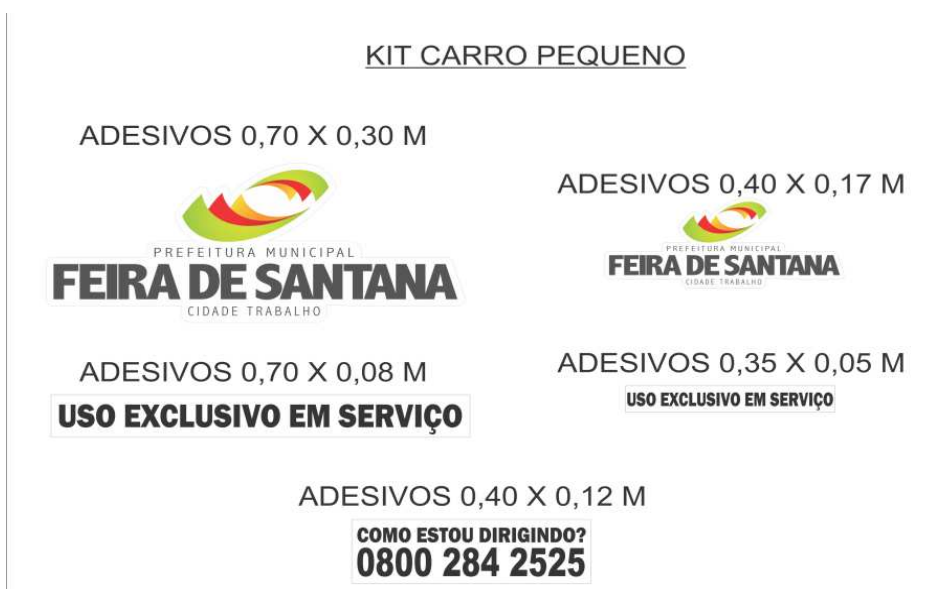 KIT CARRO PEQUENO
ADESIVOS 0,70 X 0,30 M
PREFEITURA MUNICIPAL
FEIRA DE SANTANA
CIDADE TRABALHO
ADESIVOS 0,40 X 0,17 M
PREFEITURA MUNICIPAL
FEIRA DE SANTANA
CIDADE TRABALHO
ADESIVOS 0,70 X 0,08 M
USO EXCLUSIVO EM SERVIÇO
ADESIVOS 0,35 X 0,05 M
USO EXCLUSIVO EM SERVIÇO
ADESIVOS 0,40 X 0,12 M
COMO ESTOU DIRIGINDO?
0800 284 2525